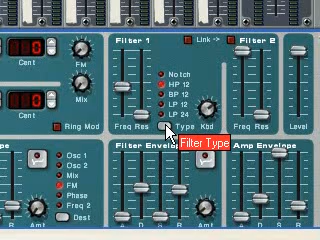 Filter 1
Link ->
Filter 2
0
Cent
FM
0
Cent
Mix
Ring Mod
Notch
HP 12
BP 12
LP 12
LP 24
Freq Res
Type
Kbd
Freq Res
Level
Filter Type
Osc 1
Osc 2
Mix
FM
Phase
Freq 2
Dest
Amt
Filter Envelope
A D S R
Amt
Amp Envelope
A D S R